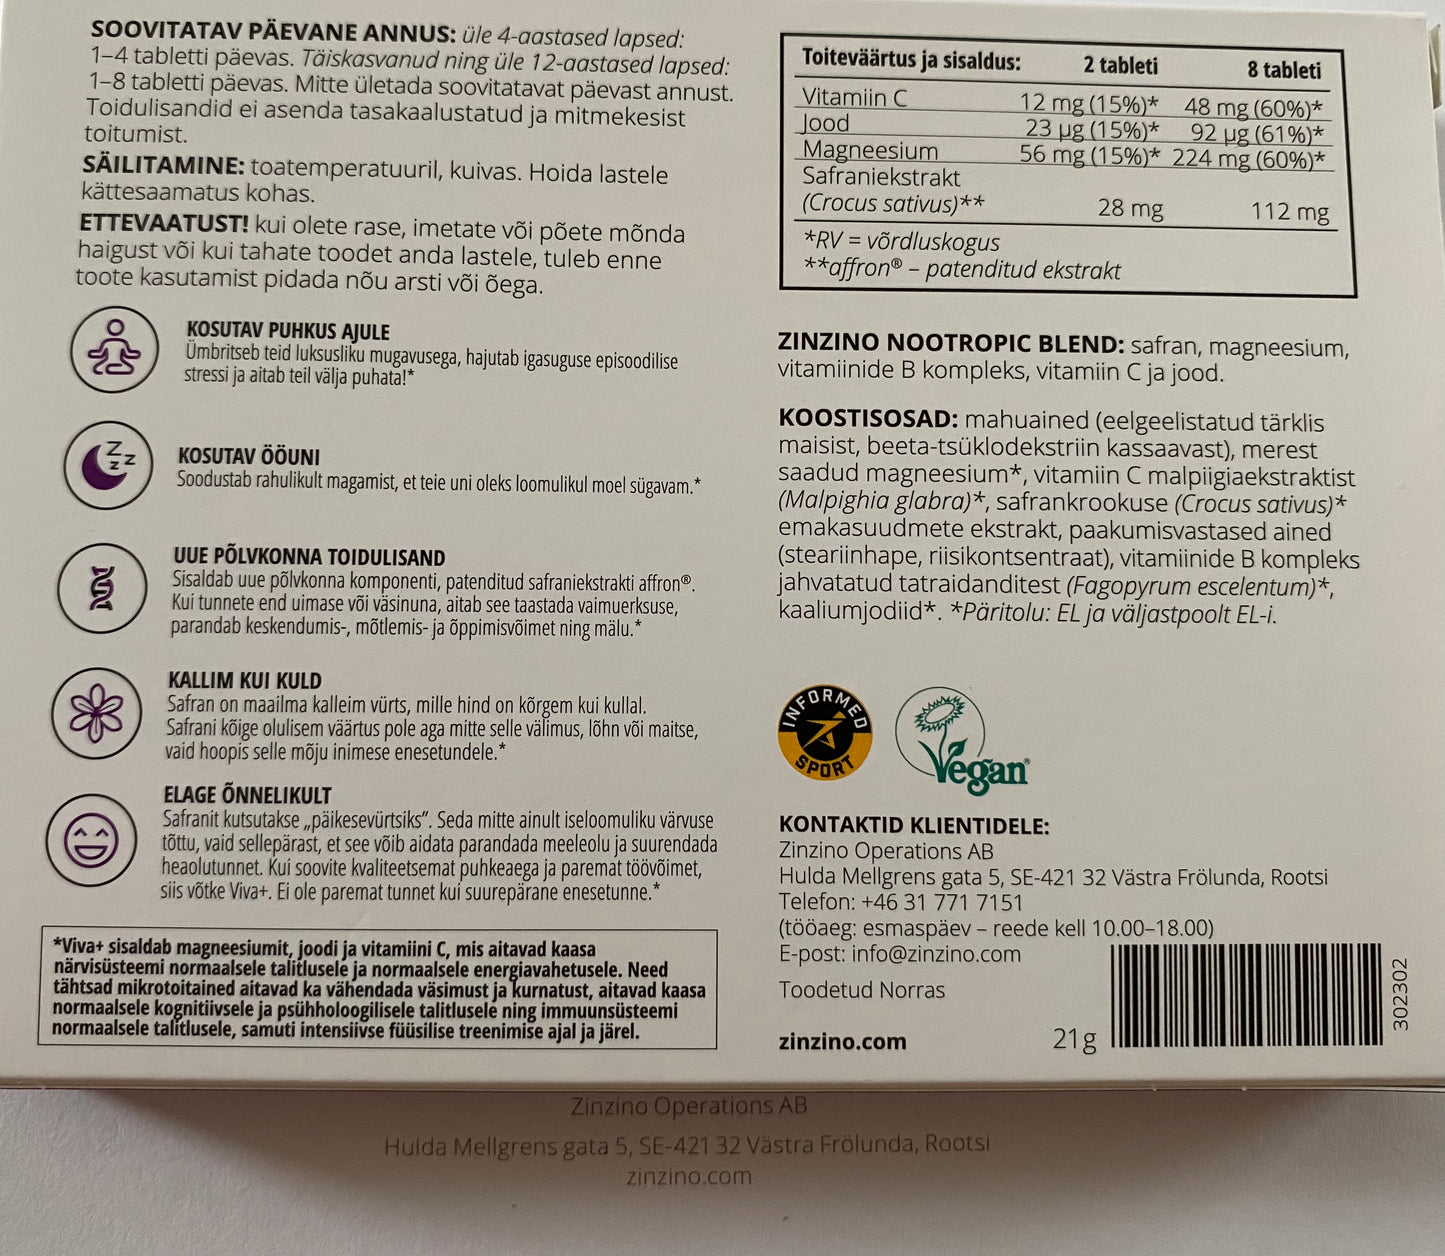 SOOVITATAV PÄEVANE ANNUS: üle 4-aastased lapsed:
1–4 tabletti päevas. Täiskasvanud ning üle 12-aastased lapsed:
1–8 tabletti päevas. Mitte ületada soovitatavat päevast annust.
Toidulisandid ei asenda tasakaalustatud ja mitmekesist
toitumist.
SÄILITAMINE: toatemperatuuril, kuivas. Hoida lastele
kättesaamatus kohas.
ETTEVAATUST! kui olete rase, imetate või põete mõnda
haigust või kui tahate toodet anda lastele, tuleb enne
toote kasutamist pidada nõu arsti või õega.
KOSUTAV PUHKUS AJULE
Ümbritseb teid luksusliku mugavusega, hajutab igasuguse episoodilise
stressi ja aitab teil välja puhata!*
Z Z Z Z
KOSUTAV ÖÖUNI
Soodustab rahulikult magamist, et teie uni oleks loomulikul moel sügavam.*
UUE PÕLVKONNA TOIDULISAND
Sisaldab uue põlvkonna komponenti, patenditud safraniekstrakti affron®.
Kui tunnete end uimase või väsinuna, aitab see taastada vaimuerksuse,
parandab keskendumis-, mõtlemis- ja õppimisvõimet ning mälu.*
KALLIM KUI KULD
Safran on maailma kalleim vürts, mille hind on kõrgem kui kullal.
Safrani kõige olulisem väärtus pole aga mitte selle välimus, lõhn või maitse,
vaid hoopis selle mõju inimese enesetundele.*
ELAGE ÕNNELIKULT
Safranit kutsutakse „päikesevürtsiks”. Seda mitte ainult iseloomuliku värvuse
tõttu, vaid sellepärast, et see võib aidata parandada meeleolu ja suurendada
heaolutunnet. Kui soovite kvaliteetsemat puhkeaega ja paremat töövõimet,
siis võtke Viva+. Ei ole paremat tunnet kui suurepärane enesetunne.*
*Viva+ sisaldab magneesiumit, joodi ja vitamiini C, mis aitavad kaasa
närvisüsteemi normaalsele talitlusele ja normaalsele energiavahetusele. Need
tähtsad mikrotoitained aitavad ka vähendada väsimust ja kurnatust, aitavad kaasa
normaalsele kognitiivsele ja psühholoogilisele talitlusele ning immuunsüsteemi
normaalsele talitlusele, samuti intensiivse füüsilise treenimise ajal ja järel.
Toiteväärtus ja sisaldus: 2 tableti 8 tableti
Vitamiin C 12 mg (15%)* 48 mg (60%)*
Jood 23 µg (15%)* 92 µg (61%)*
Magneesium 56 mg (15%)* 224 mg (60%)*
Safraniekstrakt
(Crocus sativus)** 28 mg 112 mg
*RV = võrdluskogus
**affron® – patenditud ekstrakt
ZINZINO NOOTROPIC BLEND: safran, magneesium,
vitamiinide B kompleks, vitamiin C ja jood.
KOOSTISOSAD: mahuained (eelgeelistatud tärklis
maisist, beeta-tsüklodekstriin kassaavast), merest
saadud magneesium*, vitamiin C malpiigiaekstraktist
(Malpighia glabra)*, safrankrookuse (Crocus sativus)*
emakasuudmete ekstrakt, paakumisvastased ained
(steariinhape, riisikontsentraat), vitamiinide B kompleks
jahvatatud tatraidanditest (Fagopyrum escelentum)*,
kaaliumjodiid*. *Päritolu: EL ja väljastpoolt EL-i.
INFORMED
SPORT
Vegan®
KONTAKTID KLIENTIDELE:
Zinzino Operations AB
Hulda Mellgrens gata 5, SE-421 32 Västra Frölunda, Rootsi
Telefon: +46 31 771 7151
(tööaeg: esmaspäev – reede kell 10.00–18.00)
E-post: info@zinzino.com
Toodetud Norras
zinzino.com
21g
302302
Zinzino Operations AB
Hulda Mellgrens gata 5, SE-421 32 Västra Frölunda, Rootsi
zinzino.com